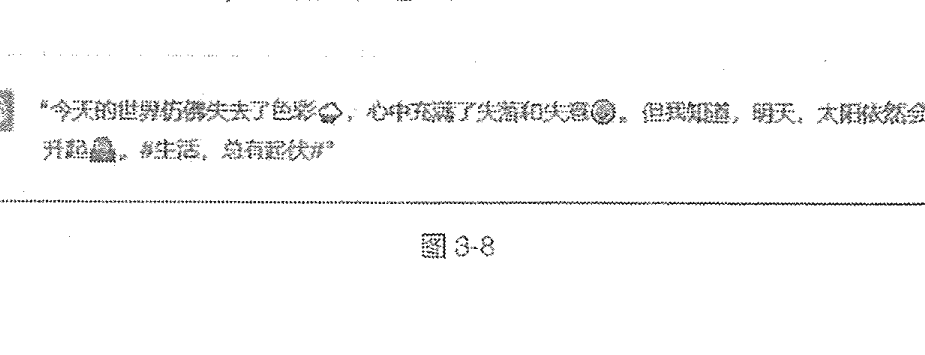 “今天的世界仿佛失去了色彩🌧，心中充满了失落和失意😔。但我知道，明天，太阳依然会
升起🌅。#生活，总有起伏#”
图 3-8